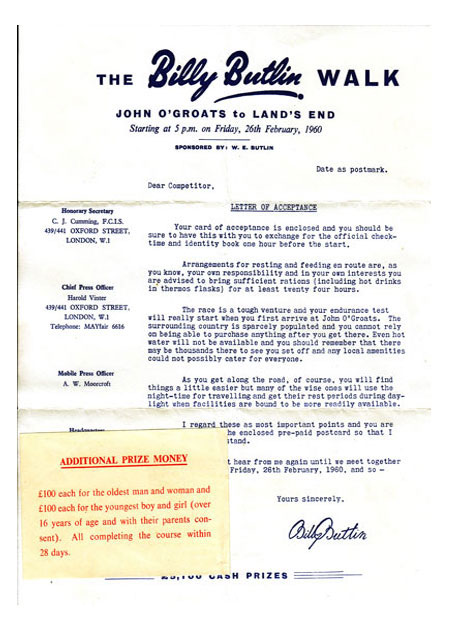 THE Billy Butlin WALK
JOHN O'GROATS to LAND'S END
Starting at 5 p.m. on Friday, 26th February, 1960
SPONSORED BY: W. E. BUTLIN
Date as postmark.
Dear Competitor,
LETTER OF ACCEPTANCE
Honorary Secretary
C. J. Cumming, F.C.I.S.
439/441 OXFORD STREET,
LONDON, W.1
Your card of acceptance is enclosed and you should be
sure to have this with you to exchange for the official check-
time and identity book one hour before the start.
Arrangements for resting and feeding en route are, as
you know, your own responsibility and in your own interests you
are advised to bring sufficient rations (including hot drinks
in thermos flasks) for at least twenty four hours.
Chief Press Officer
Harold Vinter
439/441 OXFORD STREET,
LONDON, W.1
Telephone: MAYfair 6616
The race is a tough venture and your endurance test
will really start when you first arrive at John O'Groats. The
surrounding country is sparcely populated and you cannot rely
on being able to purchase anything after you get there. Even hot
water will not be available and you should remember that there
may be thousands there to see you set off and any local amenities
could not possibly cater for everyone.
Mobile Press Officer
A. W. Moorcroft
As you get along the road, of course, you will find
things a little easier but many of the wise ones will use the
night-time for travelling and get their rest periods during day-
light when facilities are bound to be more readily available.
Headquarters
I regard these as most important points and you are
he enclosed pre-paid postcard so that I
stand.
t hear from me again until we meet together
Friday, 26th February, 1960, and so -
Yours sincerely,
Billy Butlin
ADDITIONAL PRIZE MONEY
£100 each for the oldest man and woman and
£100 each for the youngest boy and girl (over
16 years of age and with their parents con-
sent). All completing the course within
28 days.
CASH PRIZES